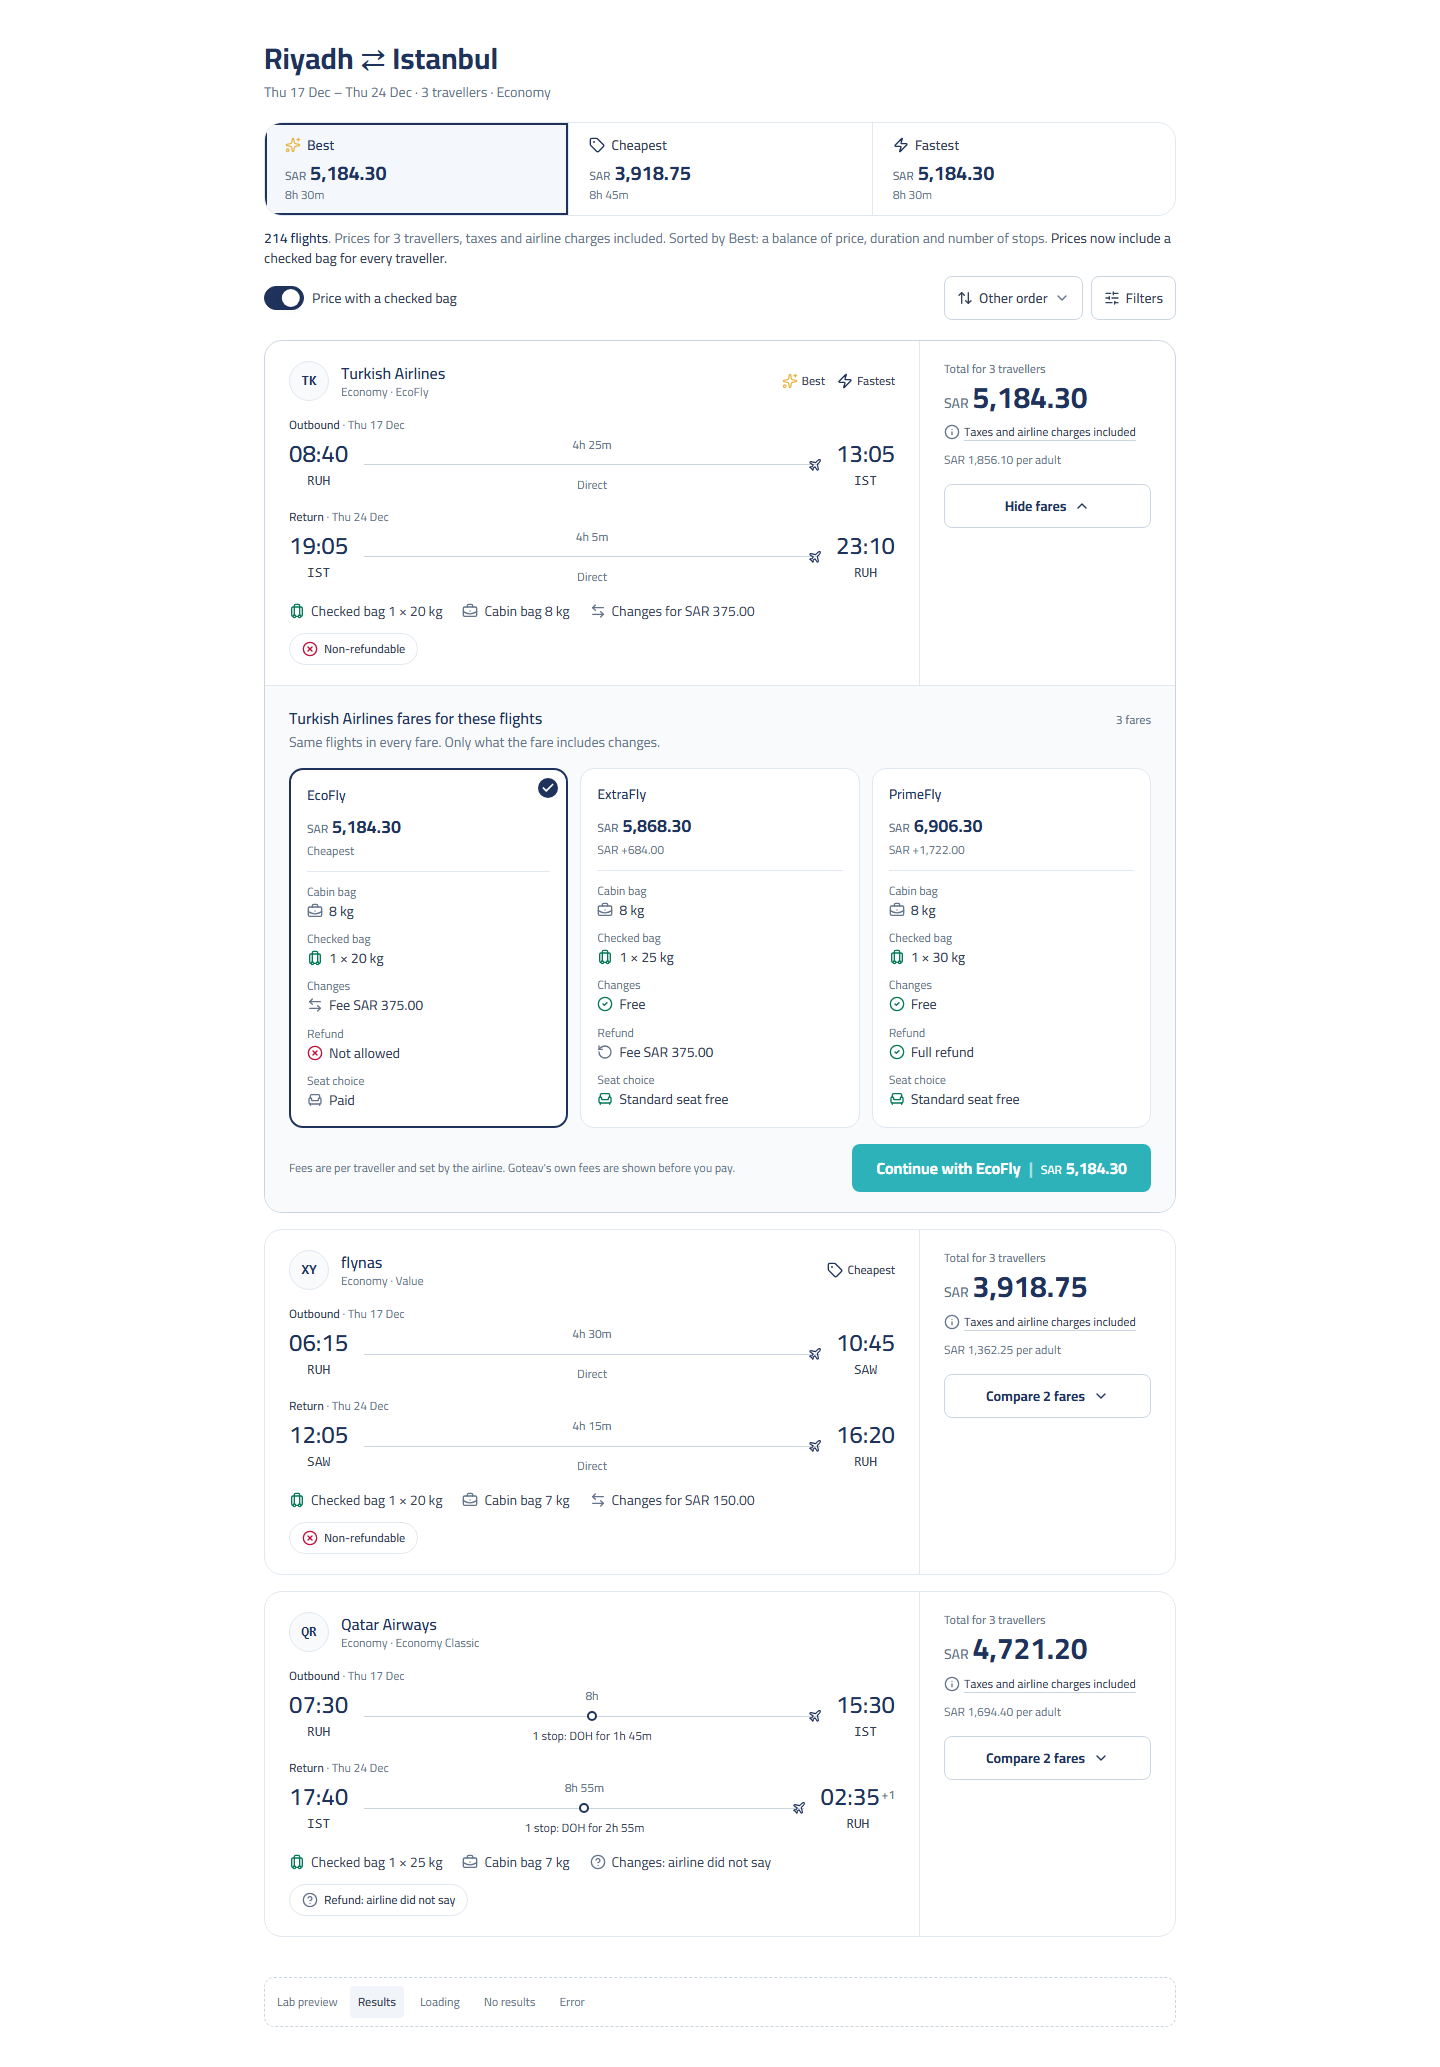 Riyadh ⇄ Istanbul
Thu 17 Dec – Thu 24 Dec · 3 travellers · Economy
Best
SAR 5,184.30
8h 30m
Cheapest
SAR 3,918.75
8h 45m
Fastest
SAR 5,184.30
8h 30m
214 flights. Prices for 3 travellers, taxes and airline charges included. Sorted by Best: a balance of price, duration and number of stops. Prices now include a
checked bag for every traveller.
Price with a checked bag
Other order
Filters
TK
Turkish Airlines
Economy · EcoFly
Best
Fastest
Outbound · Thu 17 Dec
08:40
4h 25m
13:05
RUH
Direct
IST
Return · Thu 24 Dec
19:05
4h 5m
23:10
IST
Direct
RUH
Checked bag 1 × 20 kg
Cabin bag 8 kg
Changes for SAR 375.00
Non-refundable
Total for 3 travellers
SAR 5,184.30
Taxes and airline charges included
SAR 1,856.10 per adult
Hide fares
Turkish Airlines fares for these flights
3 fares
Same flights in every fare. Only what the fare includes changes.
EcoFly
SAR 5,184.30
Cheapest
Cabin bag
8 kg
Checked bag
1 × 20 kg
Changes
Fee SAR 375.00
Refund
Not allowed
Seat choice
Paid
ExtraFly
SAR 5,868.30
SAR +684.00
Cabin bag
8 kg
Checked bag
1 × 25 kg
Changes
Free
Refund
Fee SAR 375.00
Seat choice
Standard seat free
PrimeFly
SAR 6,906.30
SAR +1,722.00
Cabin bag
8 kg
Checked bag
1 × 30 kg
Changes
Free
Refund
Full refund
Seat choice
Standard seat free
Fees are per traveller and set by the airline. Goteav's own fees are shown before you pay.
Continue with EcoFly | SAR 5,184.30
XY
flynas
Economy · Value
Cheapest
Outbound · Thu 17 Dec
06:15
4h 30m
10:45
RUH
Direct
SAW
Return · Thu 24 Dec
12:05
4h 15m
16:20
SAW
Direct
RUH
Checked bag 1 × 20 kg
Cabin bag 7 kg
Changes for SAR 150.00
Non-refundable
Total for 3 travellers
SAR 3,918.75
Taxes and airline charges included
SAR 1,362.25 per adult
Compare 2 fares
QR
Qatar Airways
Economy · Economy Classic
Outbound · Thu 17 Dec
07:30
8h
15:30
RUH
1 stop: DOH for 1h 45m
IST
Return · Thu 24 Dec
17:40
8h 55m
02:35 +1
IST
1 stop: DOH for 2h 55m
RUH
Checked bag 1 × 25 kg
Cabin bag 7 kg
Changes: airline did not say
Refund: airline did not say
Total for 3 travellers
SAR 4,721.20
Taxes and airline charges included
SAR 1,694.40 per adult
Compare 2 fares
Lab preview
Results
Loading
No results
Error